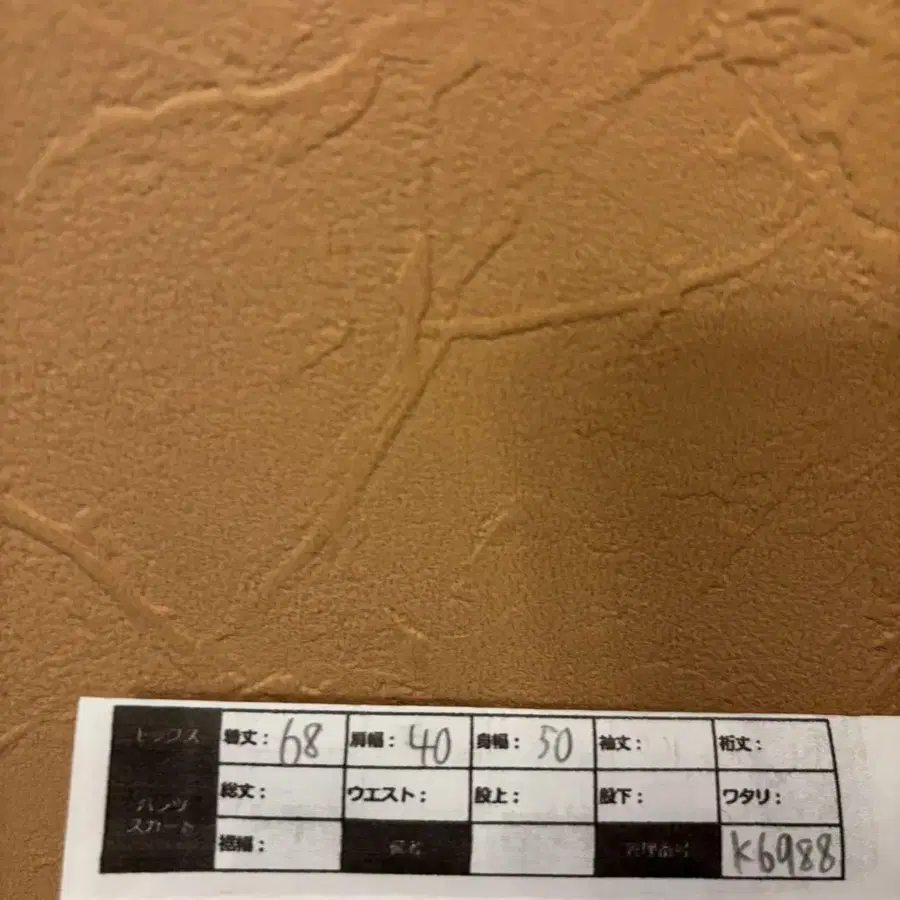 トップス 着丈: 68 肩幅: 40 身幅: 50 袖丈: 裄丈:
パンツ スカート 総丈: ウエスト: 股上: 股下: ワタリ:
裾幅: 備考 管理番号 K6988